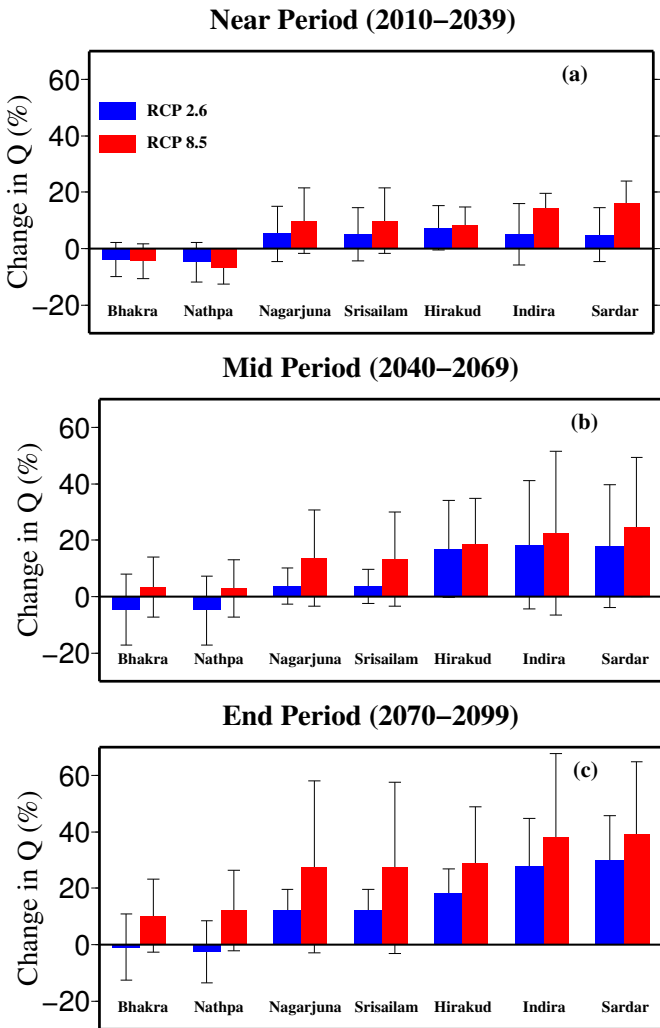 Near Period (2010−2039)
(a)
60
40
20
0
−20
Change in Q (%)
RCP 2.6
RCP 8.5
Bhakra Nathpa Nagarjuna Srisailam Hirakud Indira Sardar
Mid Period (2040−2069)
(b)
60
40
20
0
−20
Change in Q (%)
Bhakra Nathpa Nagarjuna Srisailam Hirakud Indira Sardar
End Period (2070−2099)
(c)
60
40
20
0
−20
Change in Q (%)
Bhakra Nathpa Nagarjuna Srisailam Hirakud Indira Sardar